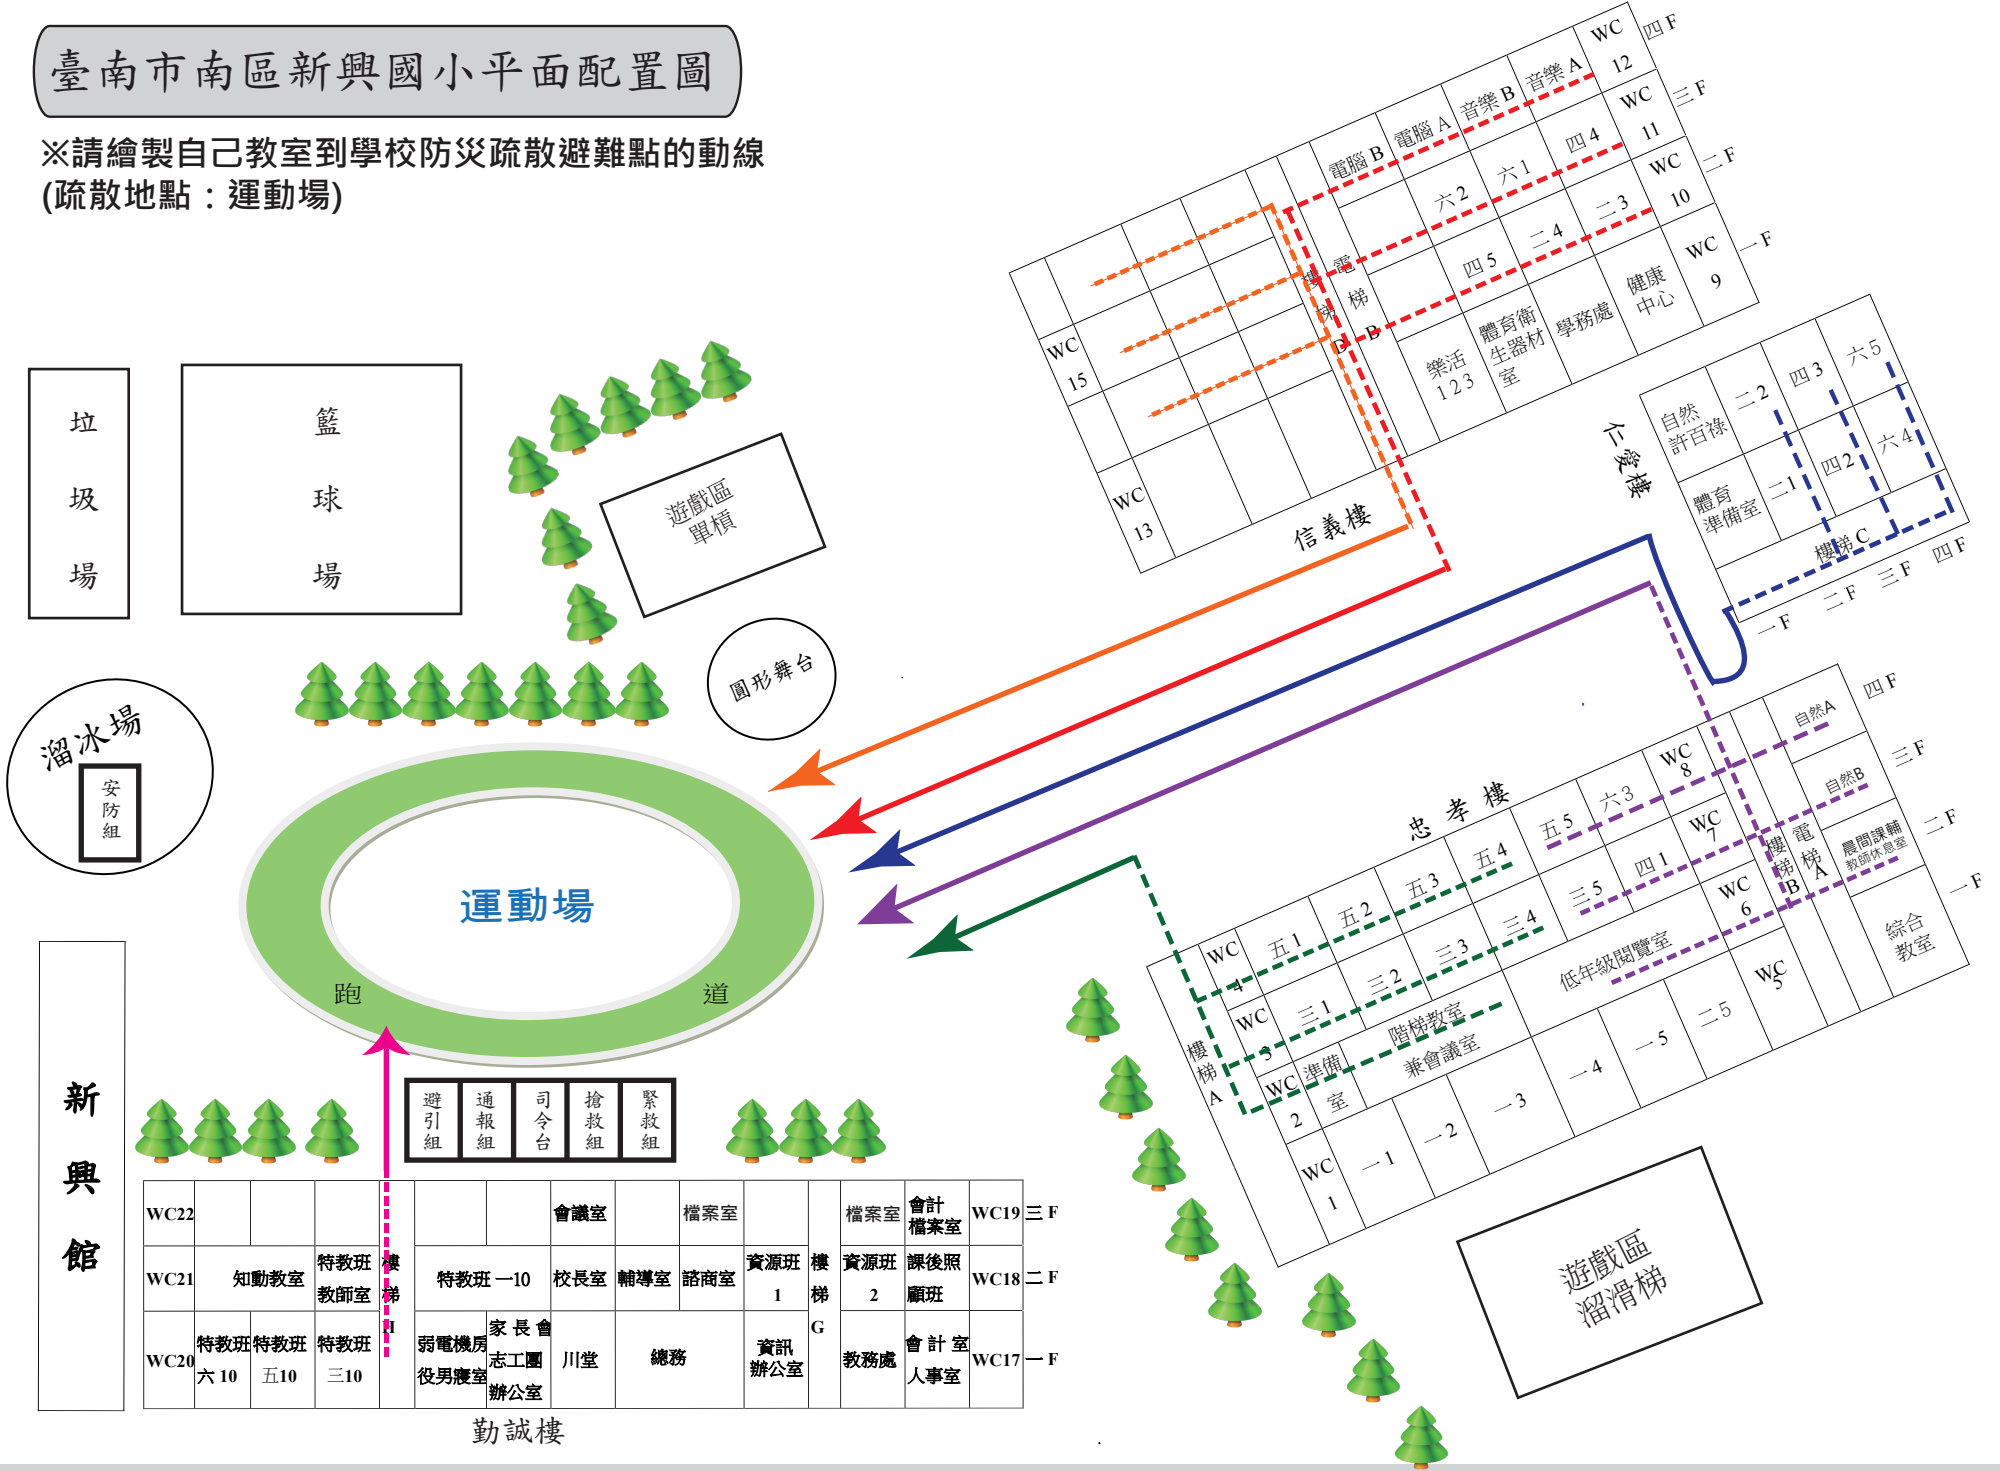 臺南市南區新興國小平面配置圖
※請繪製自己教室到學校防災疏散避難點的動線
(疏散地點：運動場)
垃圾場
籃球場
遊戲區
單槓
圓形舞台
溜冰場
安防組
運動場
跑
道
新興館
避引組
通報組
司令台
搶救組
緊救組
WC22
會議室
檔案室
檔案室
會計
檔案室
WC19
三 F
WC21
知動教室
特教班
教師室
樓梯H
特教班 一10
校長室
輔導室
諮商室
資源班
1
樓梯G
資源班
2
課後照
顧班
WC18
二 F
WC20
特教班
六 10
特教班
五10
特教班
三10
弱電機房
役男寢室
家 長 會
志工團
辦公室
川堂
總務
資訊
辦公室
教務處
會 計 室
人事室
WC17
一 F
勤誠樓
WC
12
四 F
音樂 A
音樂 B
電腦 A
電腦 B
WC
11
三 F
四 4
六 1
六 2
WC
10
二 F
二 3
二 4
四 5
WC
9
一 F
健康
中心
學務處
體育衛
生器材
室
樂活
1 2 3
電梯B
樓梯D
WC
15
WC
13
信義樓
仁愛樓
自然
許百祿
二 2
四 3
六 5
體育
準備室
二1
四2
六 4
樓梯 C
一 F
二 F
三 F
四 F
忠孝樓
自然A
四 F
自然B
三 F
晨間課輔
教師休息室
二 F
綜合
教室
一 F
電梯A
樓梯B
WC
8
六 3
五 5
五 4
五 3
五 2
五 1
WC
4
WC
7
四 1
三 5
三 4
三 3
三 2
三 1
WC
3
WC
6
低年級閱覽室
階梯教室
兼會議室
準備
室
WC
2
WC
5
二 5
一 5
一 4
一 3
一 2
一 1
WC
1
樓梯A
遊戲區
溜滑梯